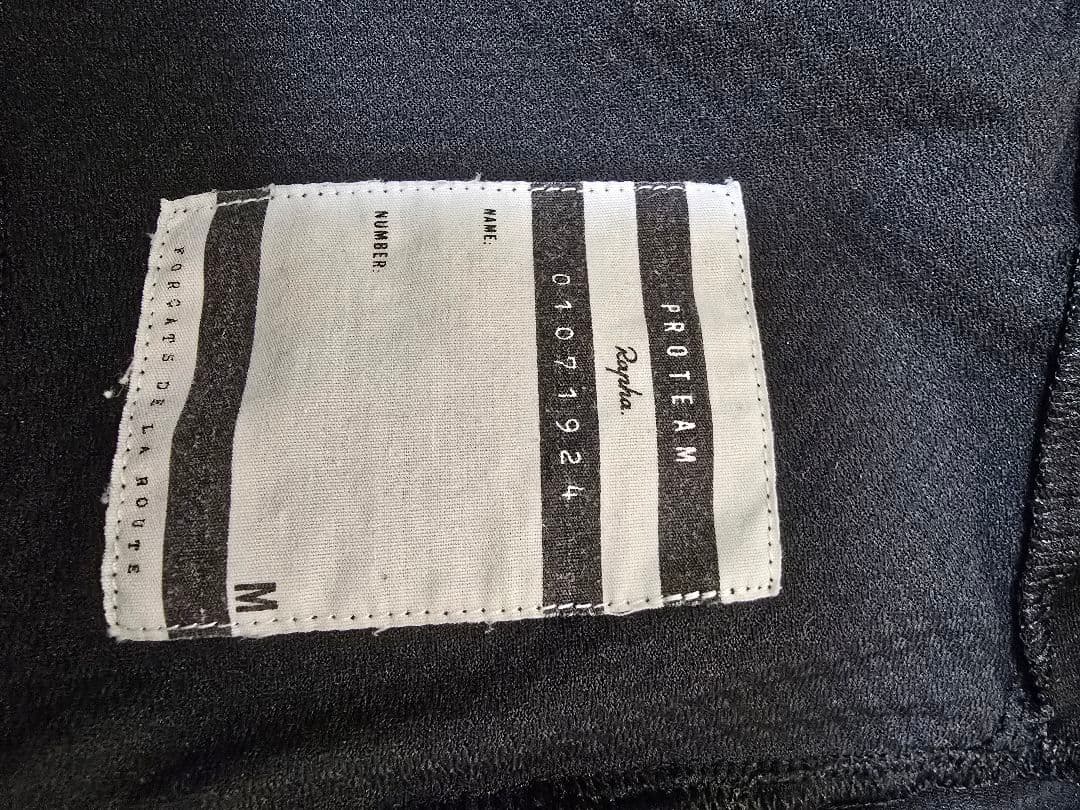 PROTEAM
Rapha.
01071924
NAME:
NUMBER:
M
FORÇATS DE LA ROUTE